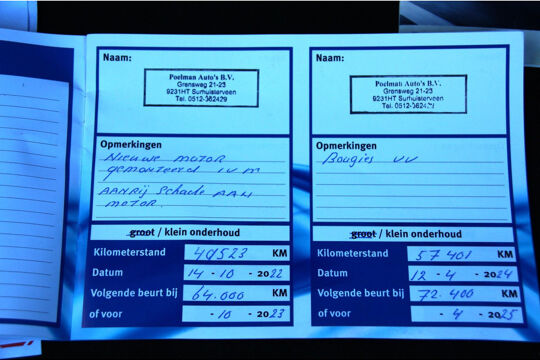 Naam:
Poelman Auto's B.V.
Grensweg 21-23
9231HT Surhuisterveen
Tel. 0512-362429
Opmerkingen
Nieuwe motor
gemonteerd i v m
AANRij Schade AAN
motor.
groot / klein onderhoud
Kilometerstand 49523 KM
Datum 14 - 10 - 2022
Volgende beurt bij 64.000 KM
of voor - 10 - 2023
Naam:
Poelman Auto's B.V.
Grensweg 21-23
9231HT Surhuisterveen
Tel. 0512-362429
Opmerkingen
Bougies VV
groot / klein onderhoud
Kilometerstand 57401 KM
Datum 12 - 4 - 2024
Volgende beurt bij 72.400 KM
of voor - 4 - 2025